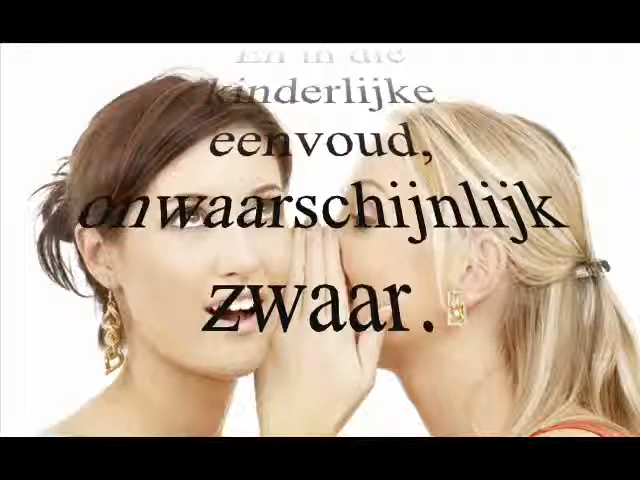 En in die
kinderlijke
eenvoud,
onwaarschijnlijk
zwaar.